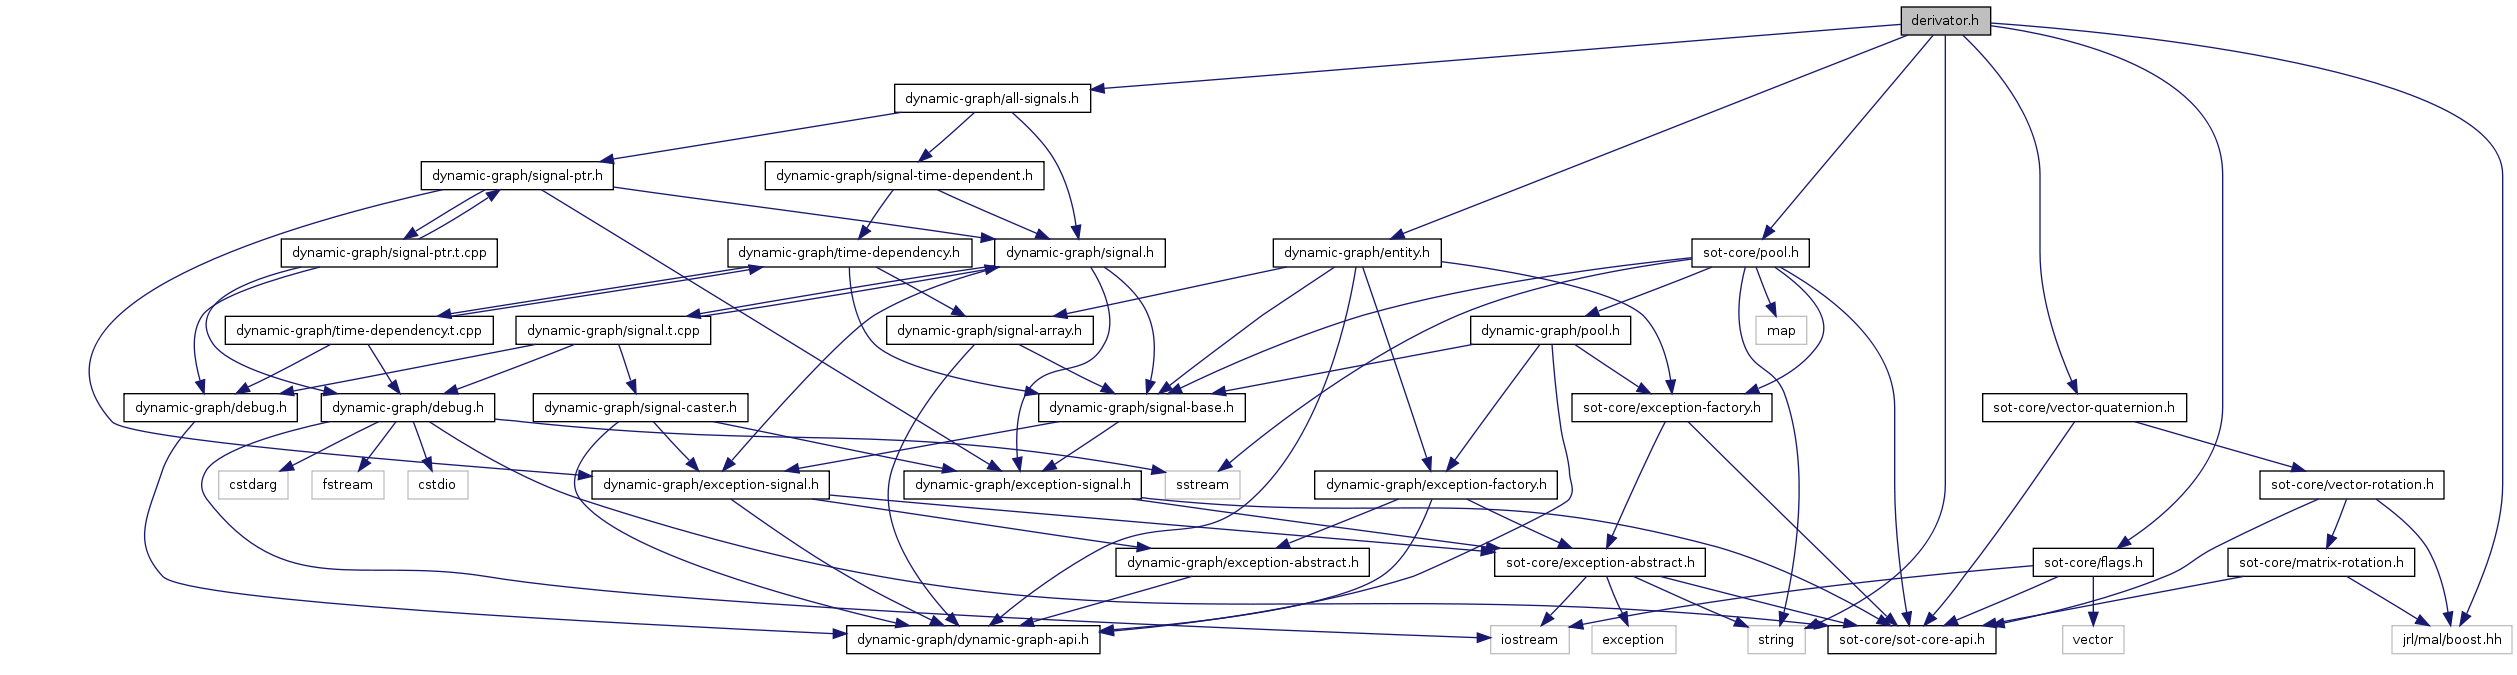 derivator.h
dynamic-graph/all-signals.h
dynamic-graph/signal-ptr.h
dynamic-graph/signal-time-dependent.h
dynamic-graph/signal-ptr.t.cpp
dynamic-graph/time-dependency.h
dynamic-graph/signal.h
dynamic-graph/entity.h
sot-core/pool.h
dynamic-graph/time-dependency.t.cpp
dynamic-graph/signal.t.cpp
dynamic-graph/signal-array.h
dynamic-graph/pool.h
map
dynamic-graph/debug.h
dynamic-graph/debug.h
dynamic-graph/signal-caster.h
dynamic-graph/signal-base.h
sot-core/exception-factory.h
sot-core/vector-quaternion.h
cstdarg
fstream
cstdio
dynamic-graph/exception-signal.h
dynamic-graph/exception-signal.h
sstream
dynamic-graph/exception-factory.h
sot-core/vector-rotation.h
dynamic-graph/exception-abstract.h
sot-core/exception-abstract.h
sot-core/flags.h
sot-core/matrix-rotation.h
dynamic-graph/dynamic-graph-api.h
iostream
exception
string
sot-core/sot-core-api.h
vector
jrl/mal/boost.hh